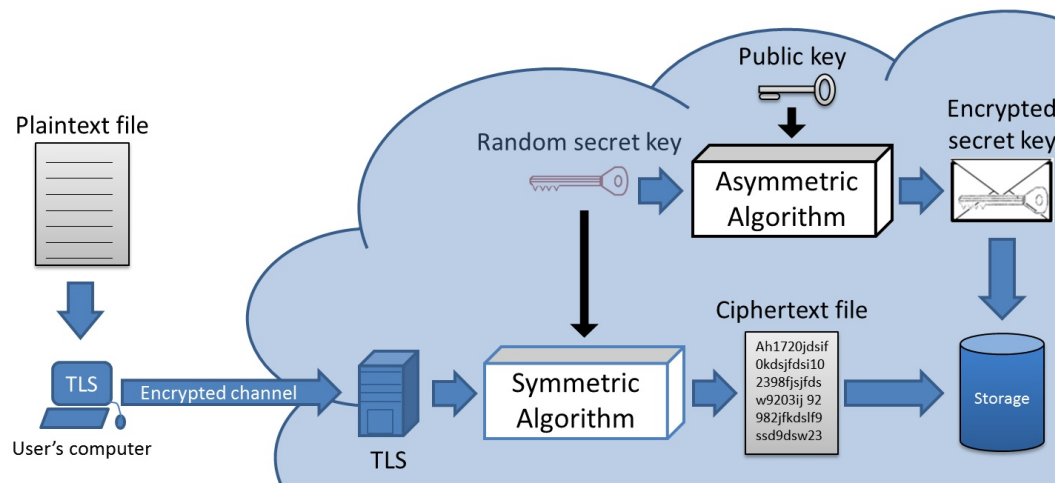 Plaintext file
Public key
Random secret key
Encrypted
secret key
Asymmetric
Algorithm
TLS
User's computer
Encrypted channel
TLS
Symmetric
Algorithm
Ciphertext file
Ah1720jdsif
0kdsjfdsi10
2398fjsjfds
w9203ij 92
982jfkdslf9
ssd9dsw23
Storage